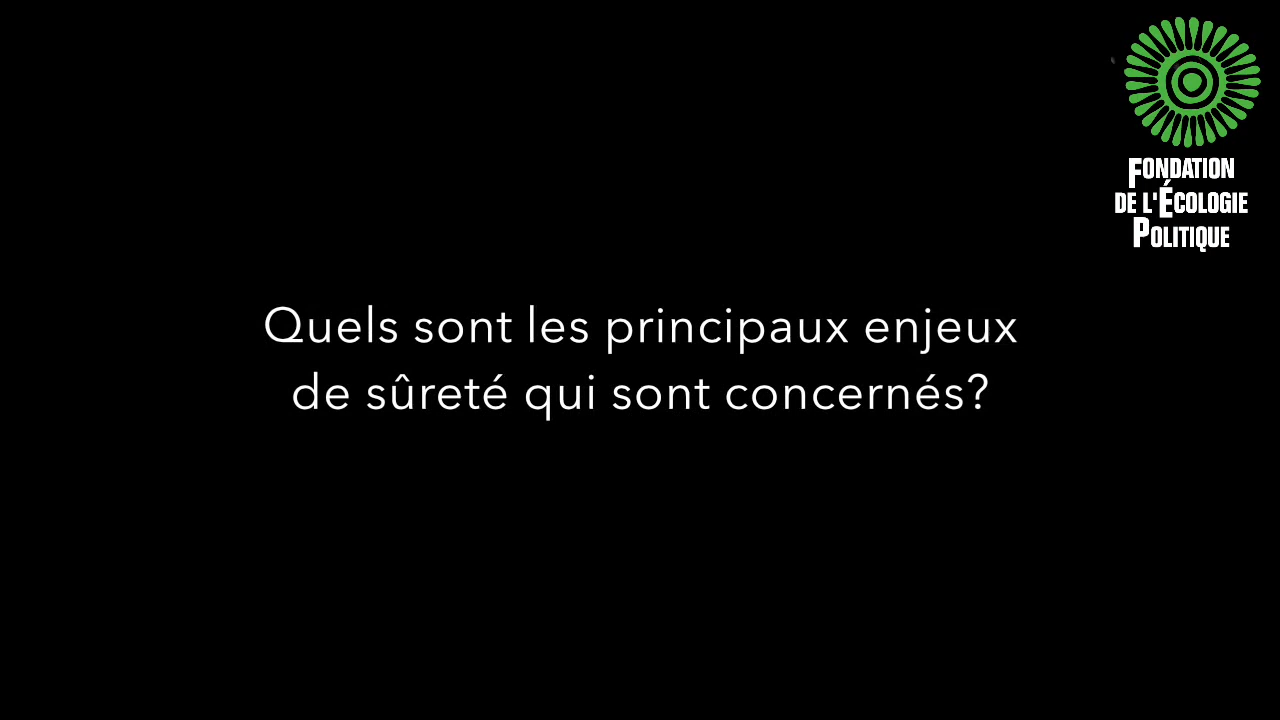 FONDATION
DE L'ÉCOLOGIE
POLITIQUE
Quels sont les principaux enjeux
de sûreté qui sont concernés?